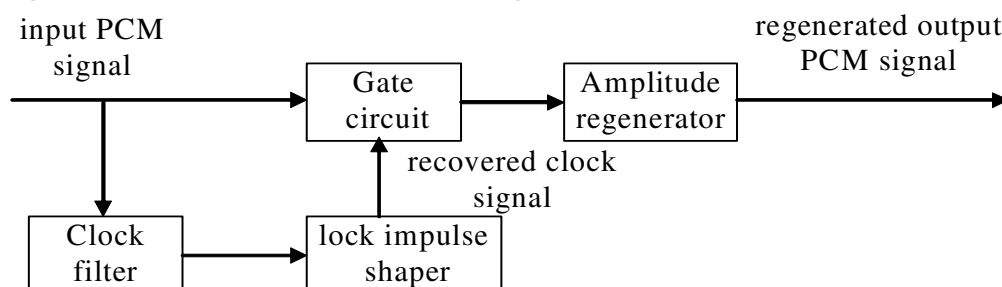 input PCM
signal
regenerated output
PCM signal
Gate
circuit
Amplitude
regenerator
recovered clock
signal
Clock
filter
lock impulse
shaper